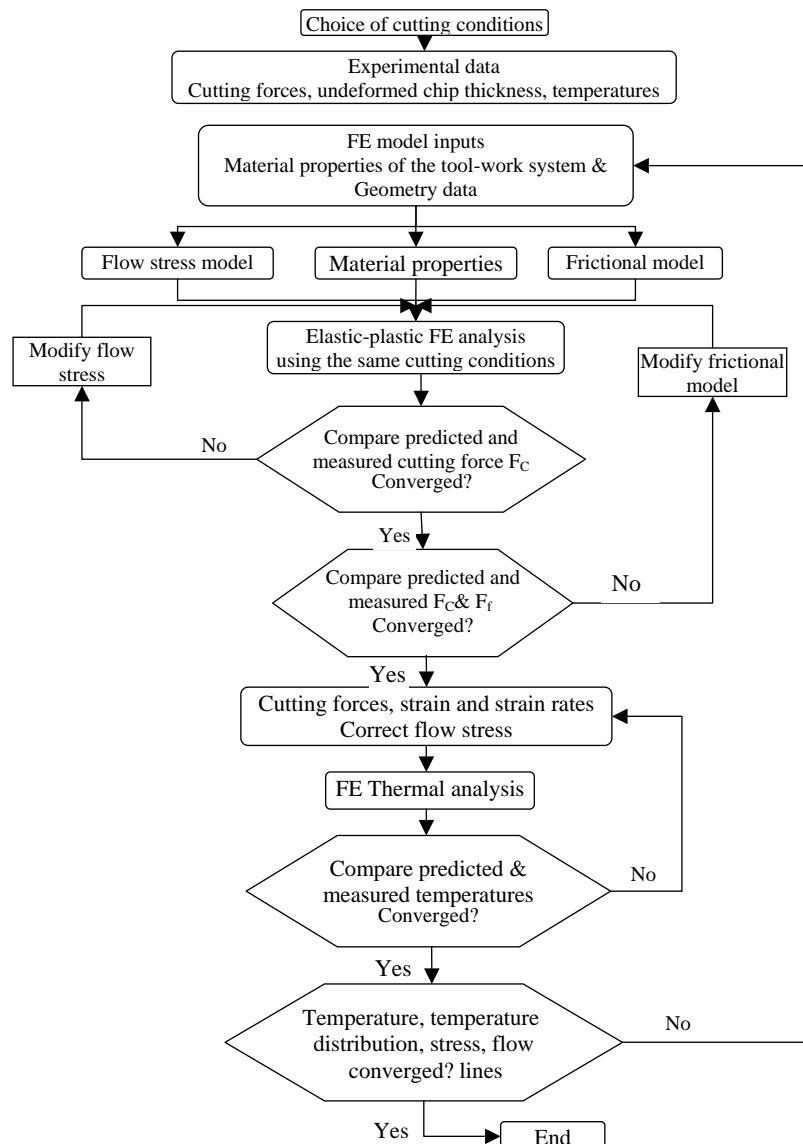 Choice of cutting conditions
Experimental data
Cutting forces, undeformed chip thickness, temperatures
FE model inputs
Material properties of the tool-work system &
Geometry data
Flow stress model
Material properties
Frictional model
Elastic-plastic FE analysis
using the same cutting conditions
Modify flow
stress
Modify frictional
model
No
Compare predicted and
measured cutting force FC
Converged?
Yes
Compare predicted and
measured FC& Ff
Converged?
No
Yes
Cutting forces, strain and strain rates
Correct flow stress
FE Thermal analysis
Compare predicted &
measured temperatures
Converged?
No
Yes
Temperature, temperature
distribution, stress, flow
converged? lines
No
Yes
End